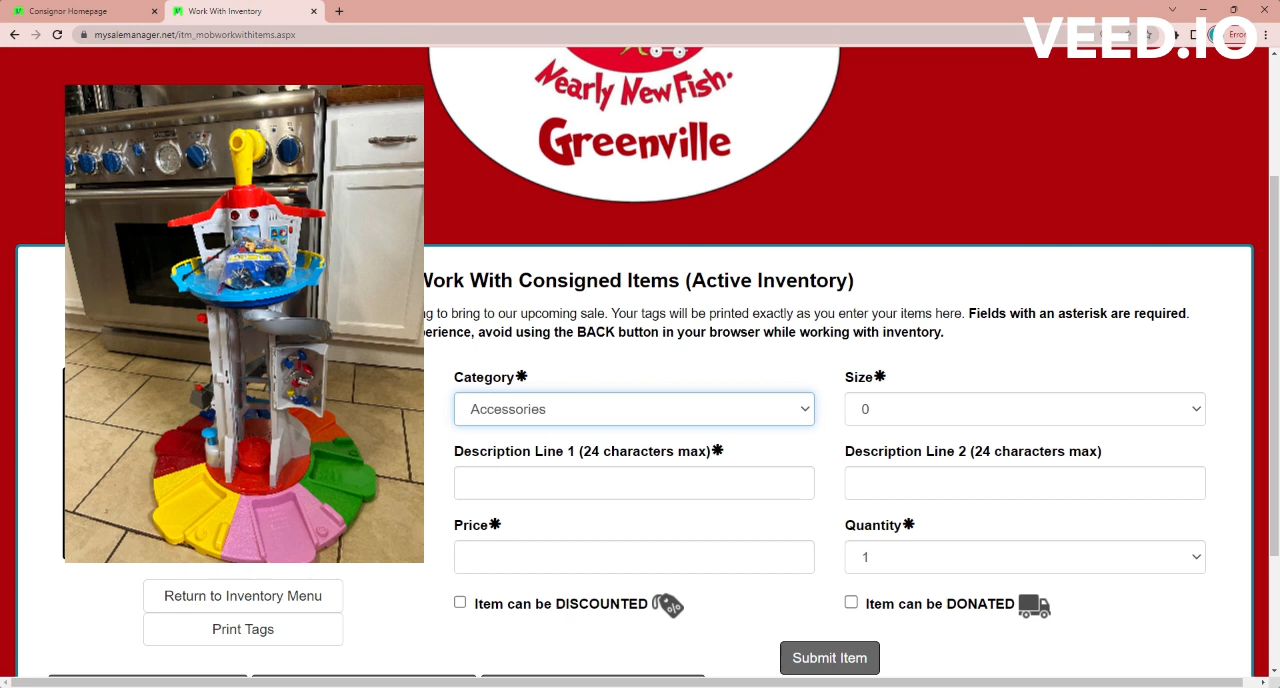 Consignor Homepage
Work With Inventory
mysalemanager.net/itm_mobworkwithitems.aspx
Error
VEED.IO
Nearly New Fish.
Greenville
Work With Consigned Items (Active Inventory)
g to bring to our upcoming sale. Your tags will be printed exactly as you enter your items here. Fields with an asterisk are required.
erience, avoid using the BACK button in your browser while working with inventory.
Category✱
Size✱
Accessories
0
Description Line 1 (24 characters max)✱
Description Line 2 (24 characters max)
Price✱
Quantity✱
1
Item can be DISCOUNTED
Item can be DONATED
Return to Inventory Menu
Print Tags
Submit Item